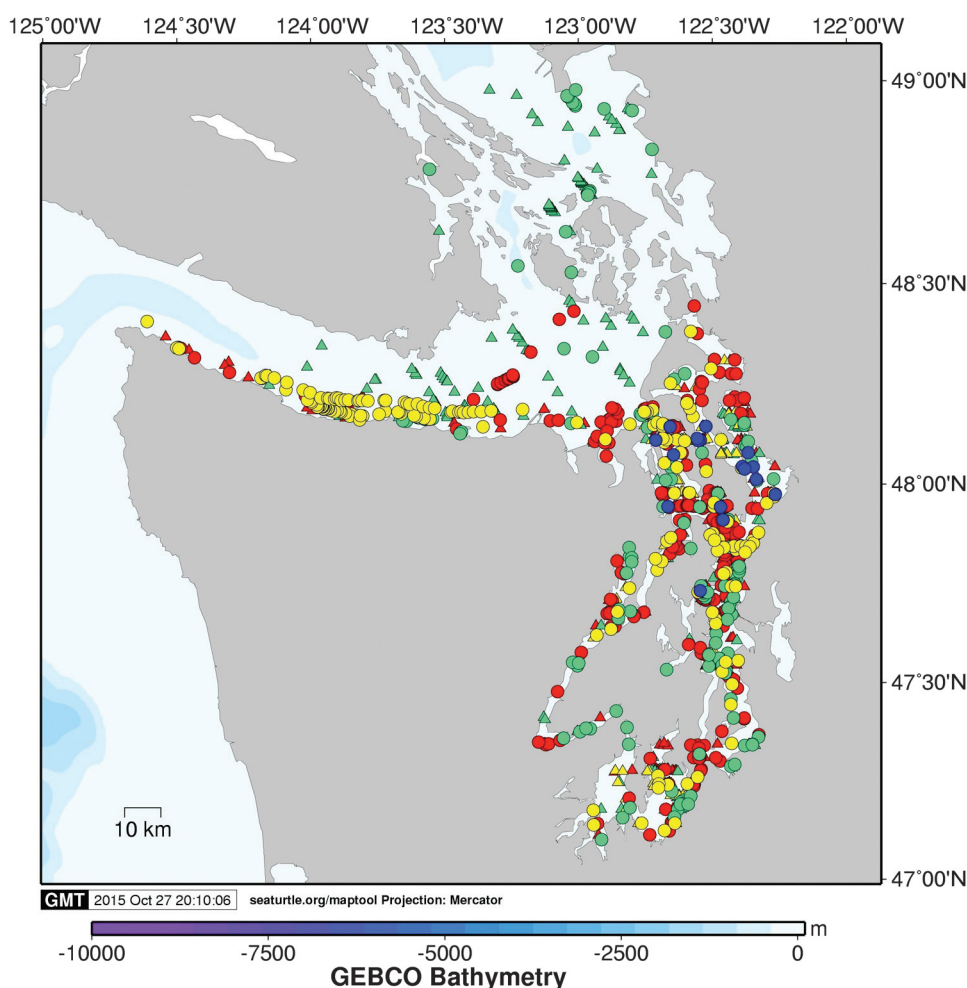 125°00'W 124°30'W 124°00'W 123°30'W 123°00'W 122°30'W 122°00'W
49°00'N
48°30'N
48°00'N
47°30'N
47°00'N
10 km
GMT 2015 Oct 27 20:10:06 seaturtle.org/maptool Projection: Mercator
m
-10000 -7500 -5000 -2500 0
GEBCO Bathymetry